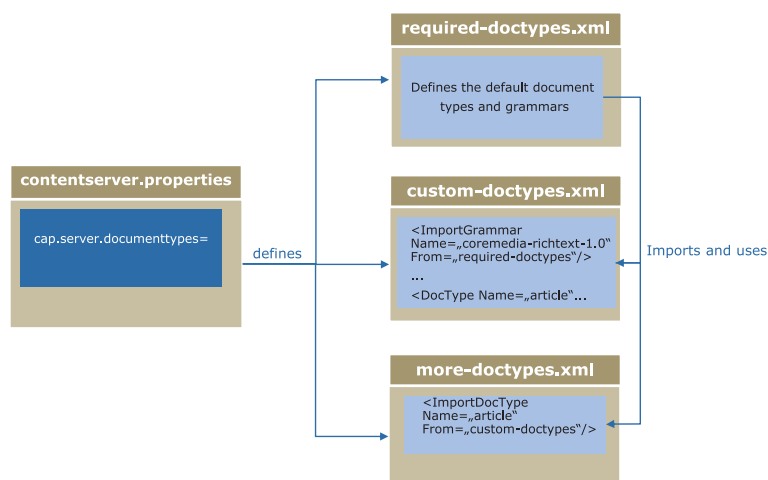 required-doctypes.xml
Defines the default document
types and grammars
contentserver.properties
cap.server.documenttypes=
defines
custom-doctypes.xml
<ImportGrammar
Name=„coremedia-richtext-1.0“
From=„required-doctypes“/>
...
<DocType Name=„article“...
Imports and uses
more-doctypes.xml
<ImportDocType
Name=„article“
From=„custom-doctypes“/>